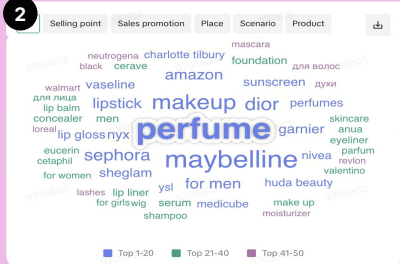 2
Selling point Sales promotion Place Scenario Product
mascara
neutrogena charlotte tilbury
black cerave foundation для волос
amazon
walmart vaseline sunscreen духи
для лица lipstick makeup dior perfumes
lip balm
concealer men skincare
loreal lip gloss nyx perfume garnier anua
eyeliner
eucerin sephora maybelline nivea parfum
cetaphil revlon
for women sheglam valentino
lashes lip liner ysl for men huda beauty
for girls wig serum medicube make up
shampoo moisturizer
Top 1-20 Top 21-40 Top 41-50